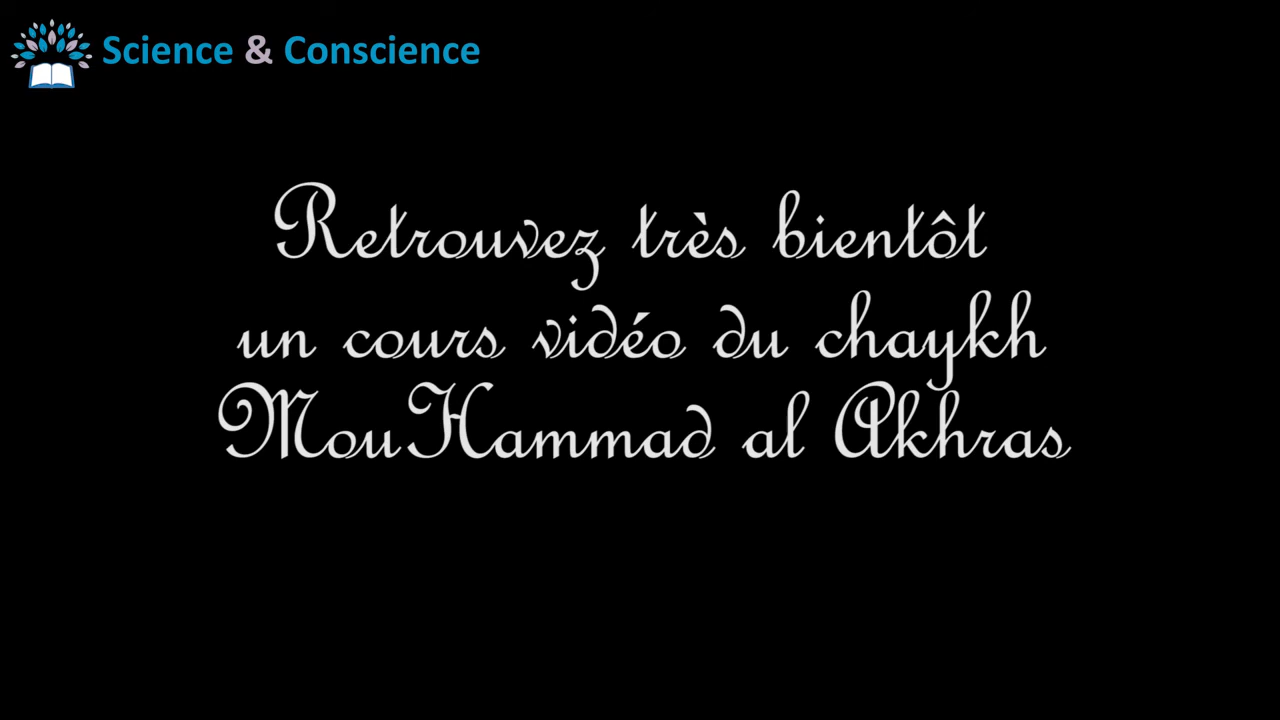 Science & Conscience
Retrouvez très bientôt
un cours vidéo du chaykh
MouHammad al Akhras